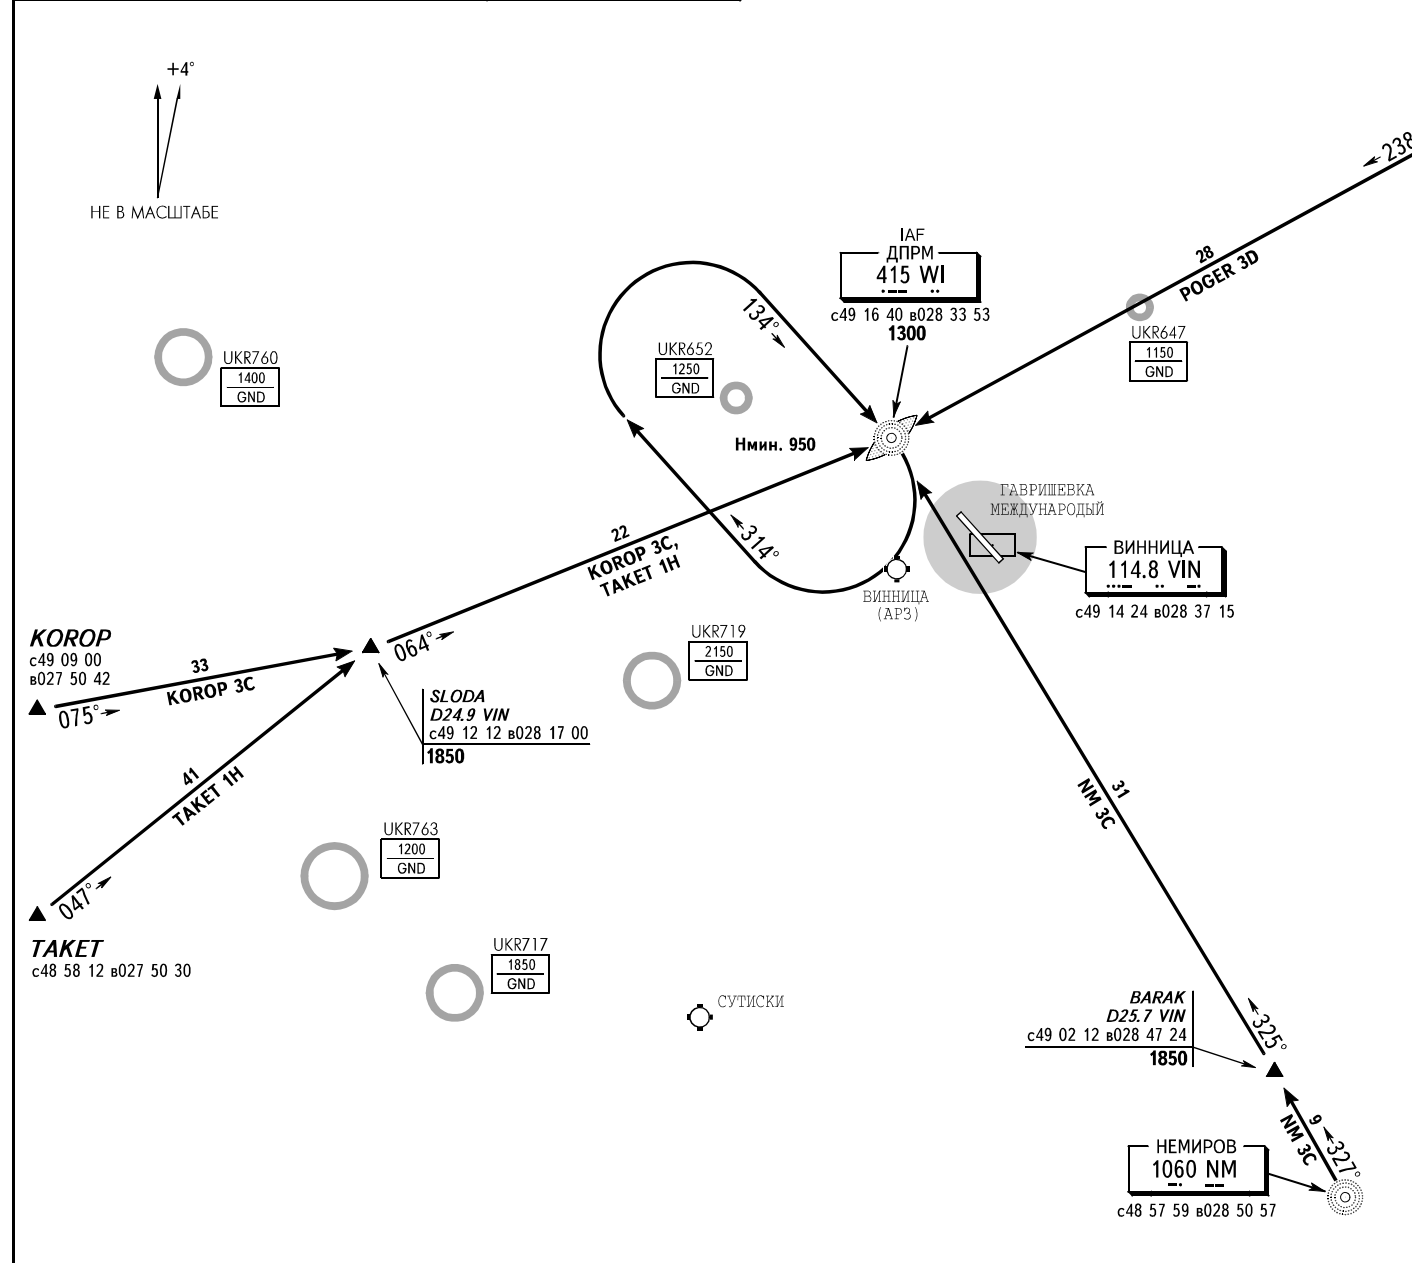 +4°
НЕ В МАСШТАБЕ
238
IAF
ДПРМ
415 WI
с49 16 40 в028 33 53
1300
28
POGER 3D
134°
UKR647
1150
GND
UKR652
1250
GND
UKR760
1400
GND
Нмин. 950
ГАВРИШЕВКА
МЕЖДУНАРОДЫЙ
22
KOROP 3C,
TAKET 1H
314°
ВИННИЦА
114.8 VIN
с49 14 24 в028 37 15
ВИННИЦА
(АРЗ)
KOROP
с49 09 00
в027 50 42
33
KOROP 3C
075°
064°
UKR719
2150
GND
SLODA
D24.9 VIN
с49 12 12 в028 17 00
1850
41
TAKET 1H
31
NM 3C
UKR763
1200
GND
047°
TAKET
с48 58 12 в027 50 30
UKR717
1850
GND
СУТИСКИ
BARAK
D25.7 VIN
с49 02 12 в028 47 24
1850
325°
9
NM 3C
327°
НЕМИРОВ
1060 NM
с48 57 59 в028 50 57